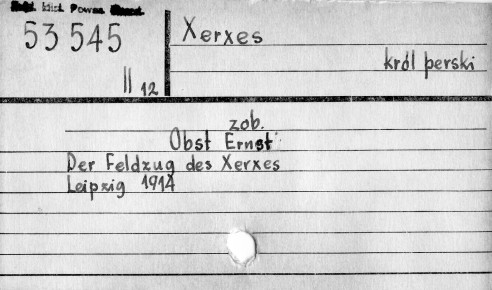 53 545
II 12
Xerxes
król perski
zob.
Obst Ernst
Der Feldzug des Xerxes
Leipzig 1914